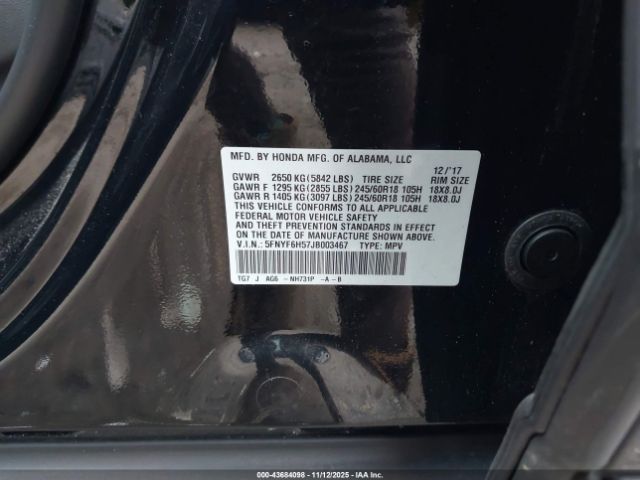 MFD. BY HONDA MFG. OF ALABAMA, LLC 12/'17
GVWR 2650 KG (5842 LBS) TIRE SIZE RIM SIZE
GAWR F 1295 KG (2855 LBS) 245/60R18 105H 18X8.0J
GAWR R 1405 KG (3097 LBS) 245/60R18 105H 18X8.0J
THIS VEHICLE CONFORMS TO ALL APPLICABLE
FEDERAL MOTOR VEHICLE SAFETY
AND THEFT PREVENTION STANDARDS IN EFFECT
ON THE DATE OF MANUFACTURE SHOWN ABOVE.
V.I.N.: 5FNYF6H57JB003467 TYPE: MPV
TG7 J AG6 -NH731P -A-B
000-43684098 - 11/12/2025 - IAA